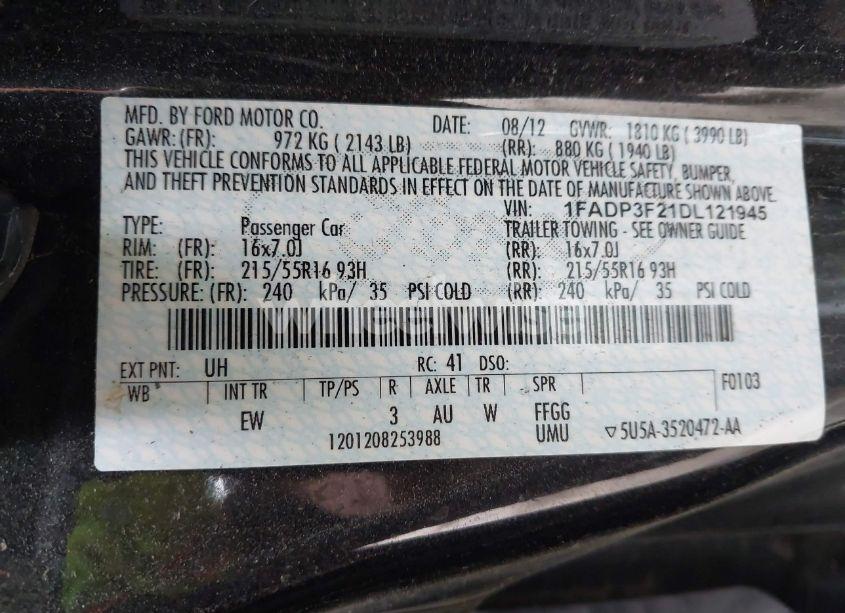 MFD. BY FORD MOTOR CO. DATE: 08/12 GVWR: 1810 KG ( 3990 LB)
GAWR: (FR): 972 KG ( 2143 LB) (RR): 880 KG ( 1940 LB)
THIS VEHICLE CONFORMS TO ALL APPLICABLE FEDERAL MOTOR VEHICLE SAFETY, BUMPER,
AND THEFT PREVENTION STANDARDS IN EFFECT ON THE DATE OF MANUFACTURE SHOWN ABOVE.
VIN: 1FADP3F21DL121945
TYPE: Passenger Car TRAILER TOWING - SEE OWNER GUIDE
RIM: (FR): 16x7.0J (RR): 16x7.0J
TIRE: (FR): 215/55R16 93H (RR): 215/55R16 93H
PRESSURE: (FR): 240 kPa/ 35 PSI COLD (RR): 240 kPa/ 35 PSI COLD
EXT PNT: UH RC: 41 DSO:
WB INT TR TP/PS R AXLE TR SPR F0103
EW 3 AU W FFGG
1201208253988 UMU ▽5U5A-3520472-AA